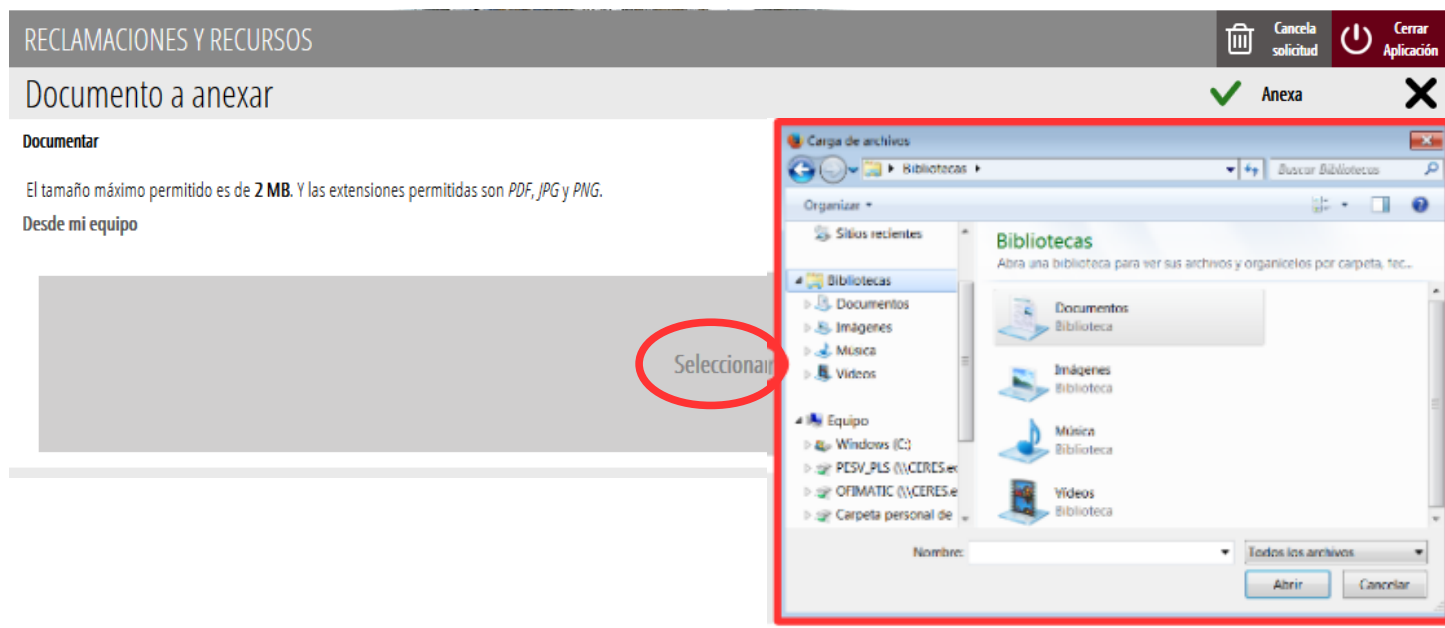 RECLAMACIONES Y RECURSOS
Cancela
solicitud
Cerrar
Aplicación
Documento a anexar
Anexa
Documentar
El tamaño máximo permitido es de 2 MB. Y las extensiones permitidas son PDF, JPG y PNG.
Desde mi equipo
Seleccionar
Carga de archivos
Bibliotecas
Buscar Bibliotecas
Organizar
Sitios recientes
Bibliotecas
Documentos
Imágenes
Música
Vídeos
Equipo
Windows (C:)
PESV_PLS (\\CERES.ec
OFIMATIC (\\CERES.e
Carpeta personal de
Bibliotecas
Abra una biblioteca para ver sus archivos y organícelos por carpeta, fec...
Documentos
Biblioteca
Imágenes
Biblioteca
Música
Biblioteca
Vídeos
Biblioteca
Nombre:
Todos los archivos
Abrir
Cancelar